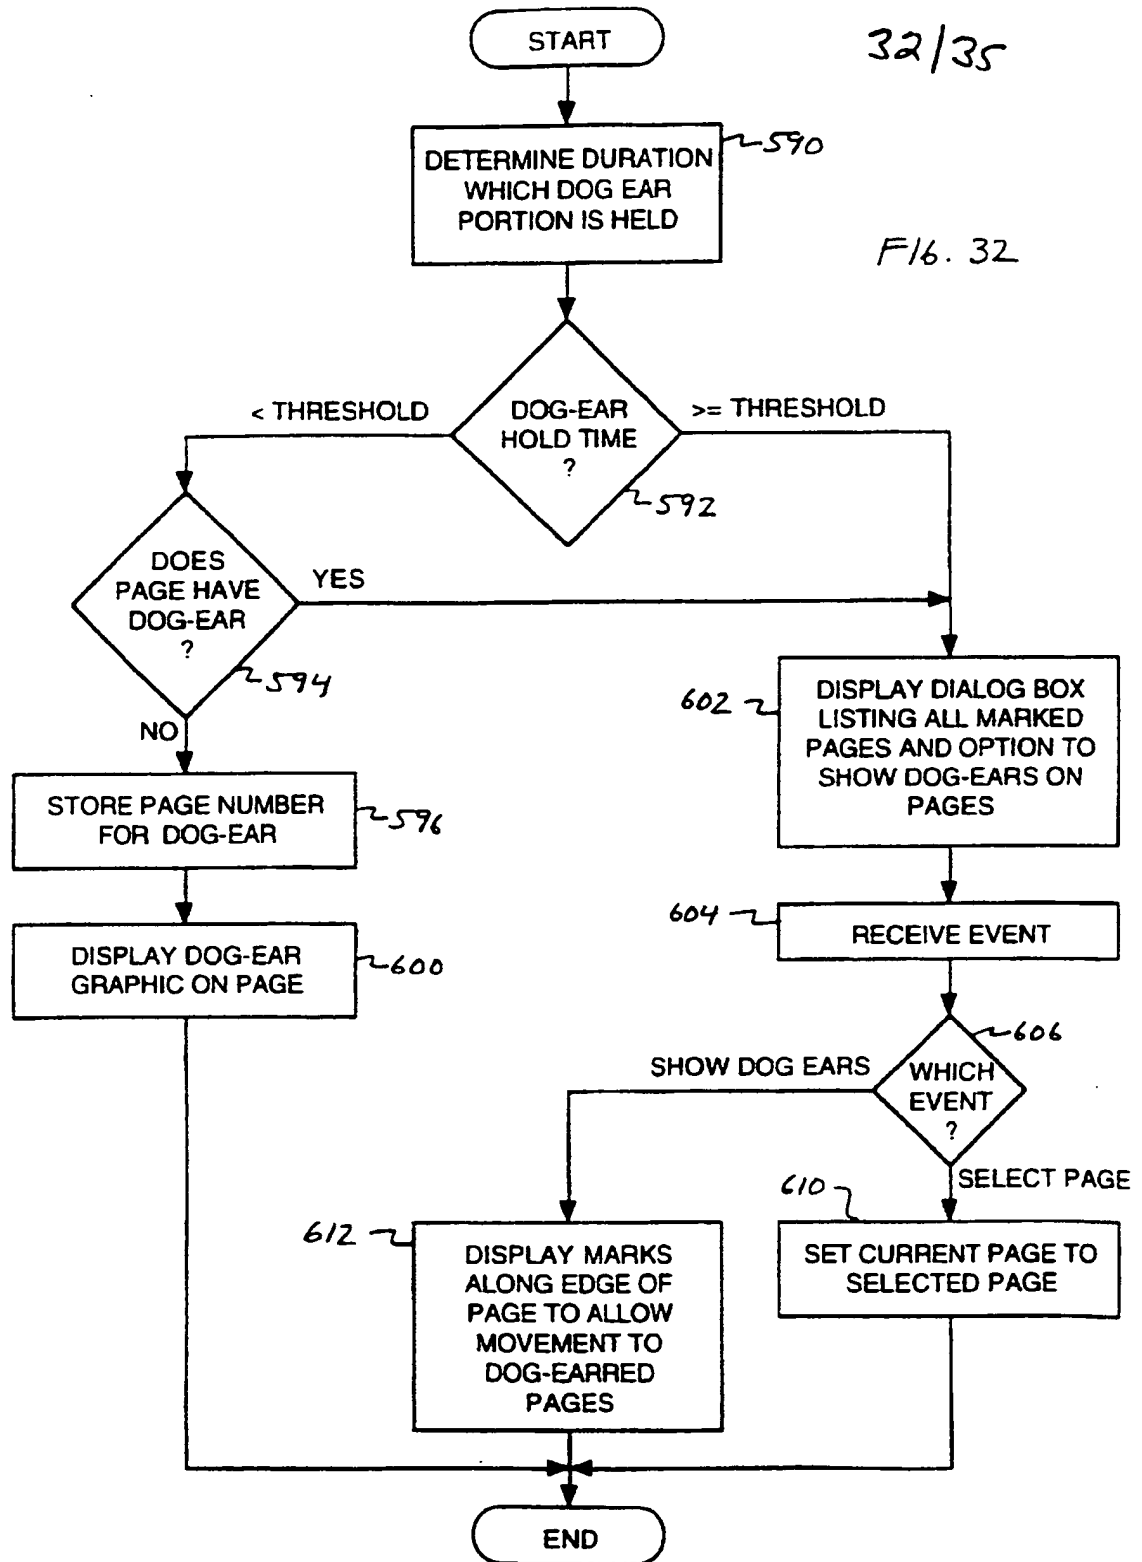 START
32/35
DETERMINE DURATION
WHICH DOG EAR
PORTION IS HELD
590
FIG. 32
< THRESHOLD
DOG-EAR
HOLD TIME
?
>= THRESHOLD
592
DOES
PAGE HAVE
DOG-EAR
?
YES
594
NO
602
DISPLAY DIALOG BOX
LISTING ALL MARKED
PAGES AND OPTION TO
SHOW DOG-EARS ON
PAGES
STORE PAGE NUMBER
FOR DOG-EAR
596
604
RECEIVE EVENT
DISPLAY DOG-EAR
GRAPHIC ON PAGE
600
606
SHOW DOG EARS
WHICH
EVENT
?
SELECT PAGE
610
612
DISPLAY MARKS
ALONG EDGE OF
PAGE TO ALLOW
MOVEMENT TO
DOG-EARRED
PAGES
SET CURRENT PAGE TO
SELECTED PAGE
END